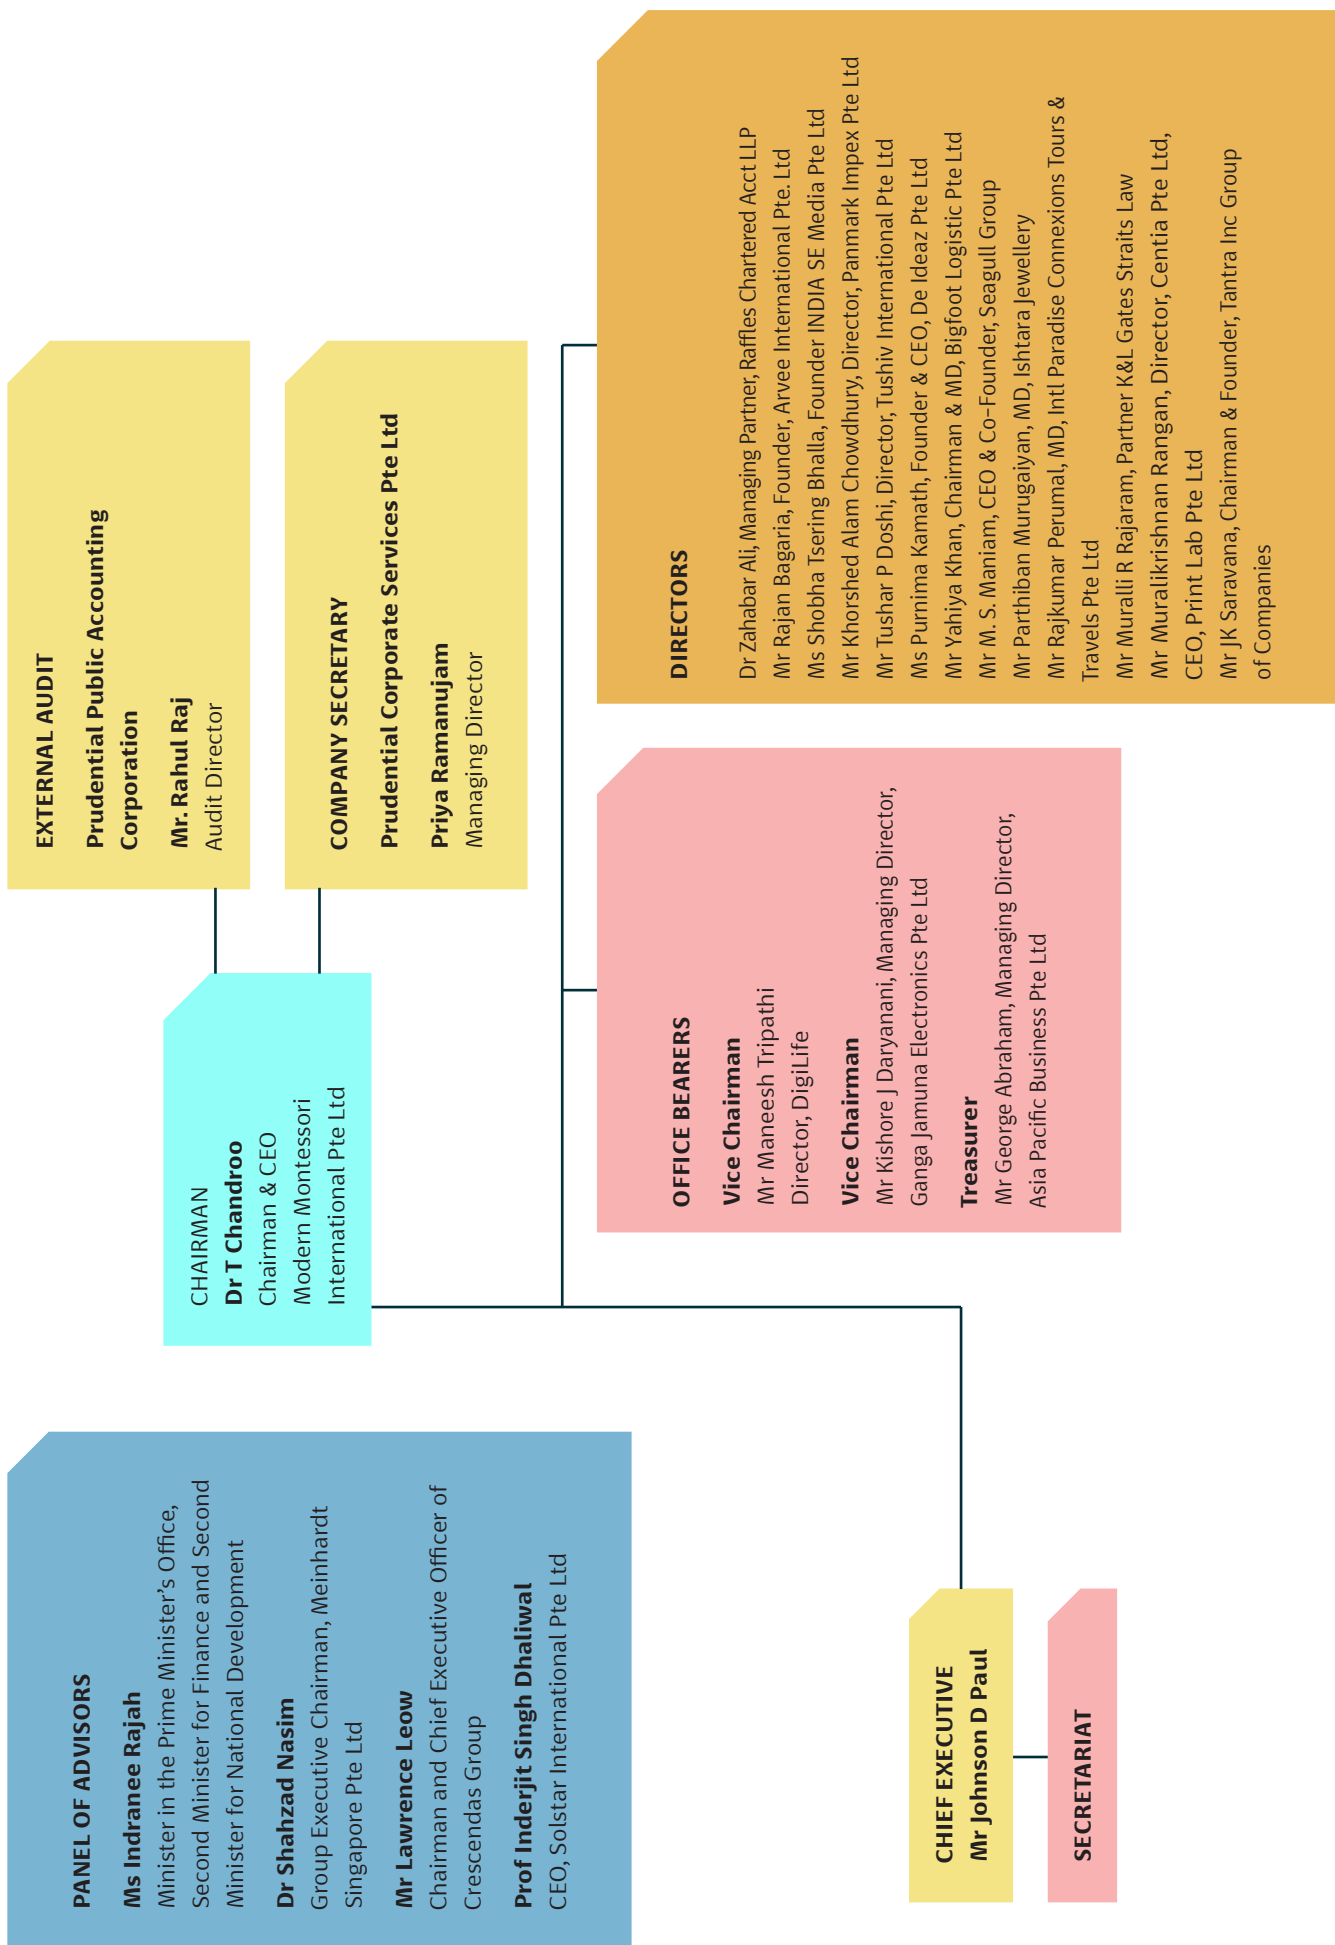 PANEL OF ADVISORS
Ms Indranee Rajah
Minister in the Prime Minister’s Office,
Second Minister for Finance and Second
Minister for National Development
Dr Shahzad Nasim
Group Executive Chairman, Meinhardt
Singapore Pte Ltd
Mr Lawrence Leow
Chairman and Chief Executive Officer of
Crescendas Group
Prof Inderjit Singh Dhaliwal
CEO, Solstar International Pte Ltd
CHAIRMAN
Dr T Chandroo
Chairman & CEO
Modern Montessori
International Pte Ltd
EXTERNAL AUDIT
Prudential Public Accounting
Corporation
Mr. Rahul Raj
Audit Director
COMPANY SECRETARY
Prudential Corporate Services Pte Ltd
Priya Ramanujam
Managing Director
CHIEF EXECUTIVE
Mr Johnson D Paul
SECRETARIAT
OFFICE BEARERS
Vice Chairman
Mr Maneesh Tripathi
Director, DigiLife
Vice Chairman
Mr Kishore J Daryanani, Managing Director,
Ganga Jamuna Electronics Pte Ltd
Treasurer
Mr George Abraham, Managing Director,
Asia Pacific Business Pte Ltd
DIRECTORS
Dr Zahabar Ali, Managing Partner, Raffles Chartered Acct LLP
Mr Rajan Bagaria, Founder, Arvee International Pte. Ltd
Ms Shobha Tsering Bhalla, Founder INDIA SE Media Pte Ltd
Mr Khorshed Alam Chowdhury, Director, Panmark Impex Pte Ltd
Mr Tushar P Doshi, Director, Tushiv International Pte Ltd
Ms Purnima Kamath, Founder & CEO, De Ideaz Pte Ltd
Mr Yahiya Khan, Chairman & MD, Bigfoot Logistic Pte Ltd
Mr M. S. Maniam, CEO & Co-Founder, Seagull Group
Mr Parthiban Murugaiyan, MD, Ishtara Jewellery
Mr Rajkumar Perumal, MD, Intl Paradise Connexions Tours &
Travels Pte Ltd
Mr Muralli R Rajaram, Partner K&L Gates Straits Law
Mr Muralikrishnan Rangan, Director, Centia Pte Ltd,
CEO, Print Lab Pte Ltd
Mr JK Saravana, Chairman & Founder, Tantra Inc Group
of Companies